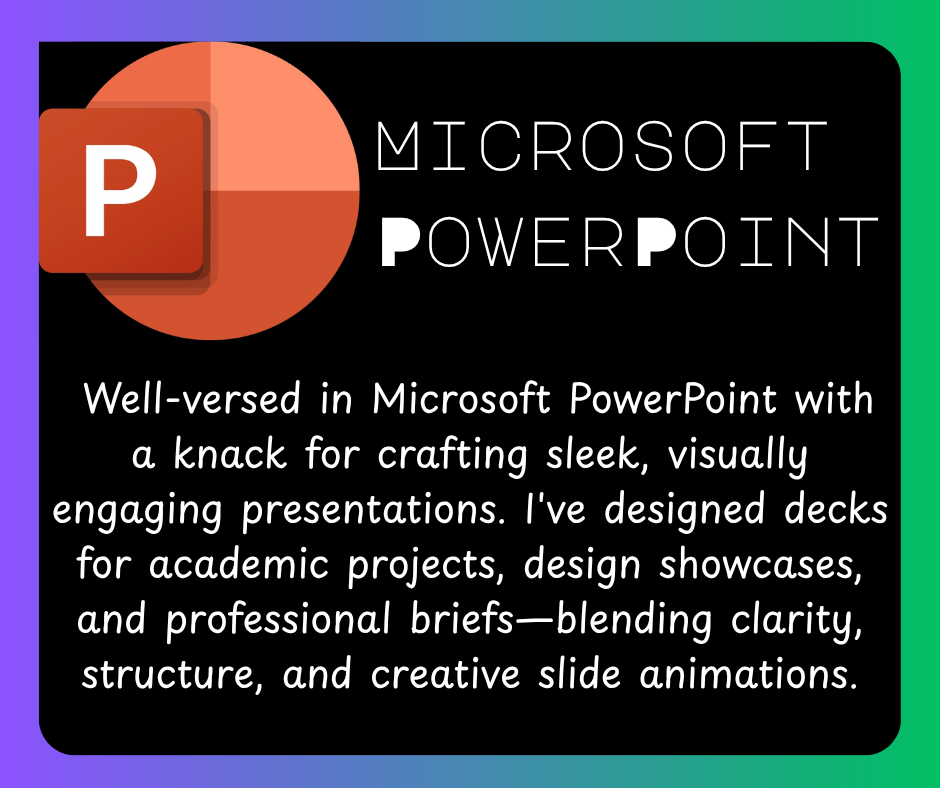 P
MICROSOFT
POWERPOINT
Well-versed in Microsoft PowerPoint with
a knack for crafting sleek, visually
engaging presentations. I've designed decks
for academic projects, design showcases,
and professional briefs—blending clarity,
structure, and creative slide animations.